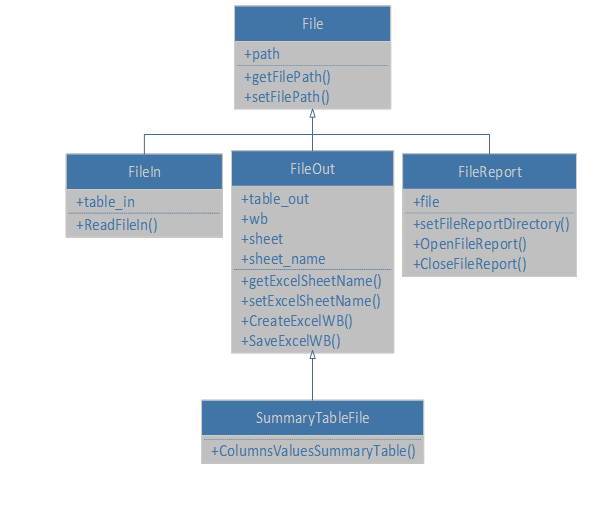 File
+path
+getFilePath()
+setFilePath()
FileIn
+table_in
+ReadFileIn()
FileOut
+table_out
+wb
+sheet
+sheet_name
+getExcelSheetName()
+setExcelSheetName()
+CreateExcelWB()
+SaveExcelWB()
FileReport
+file
+setFileReportDirectory()
+OpenFileReport()
+CloseFileReport()
SummaryTableFile
+ColumnsValuesSummaryTable()